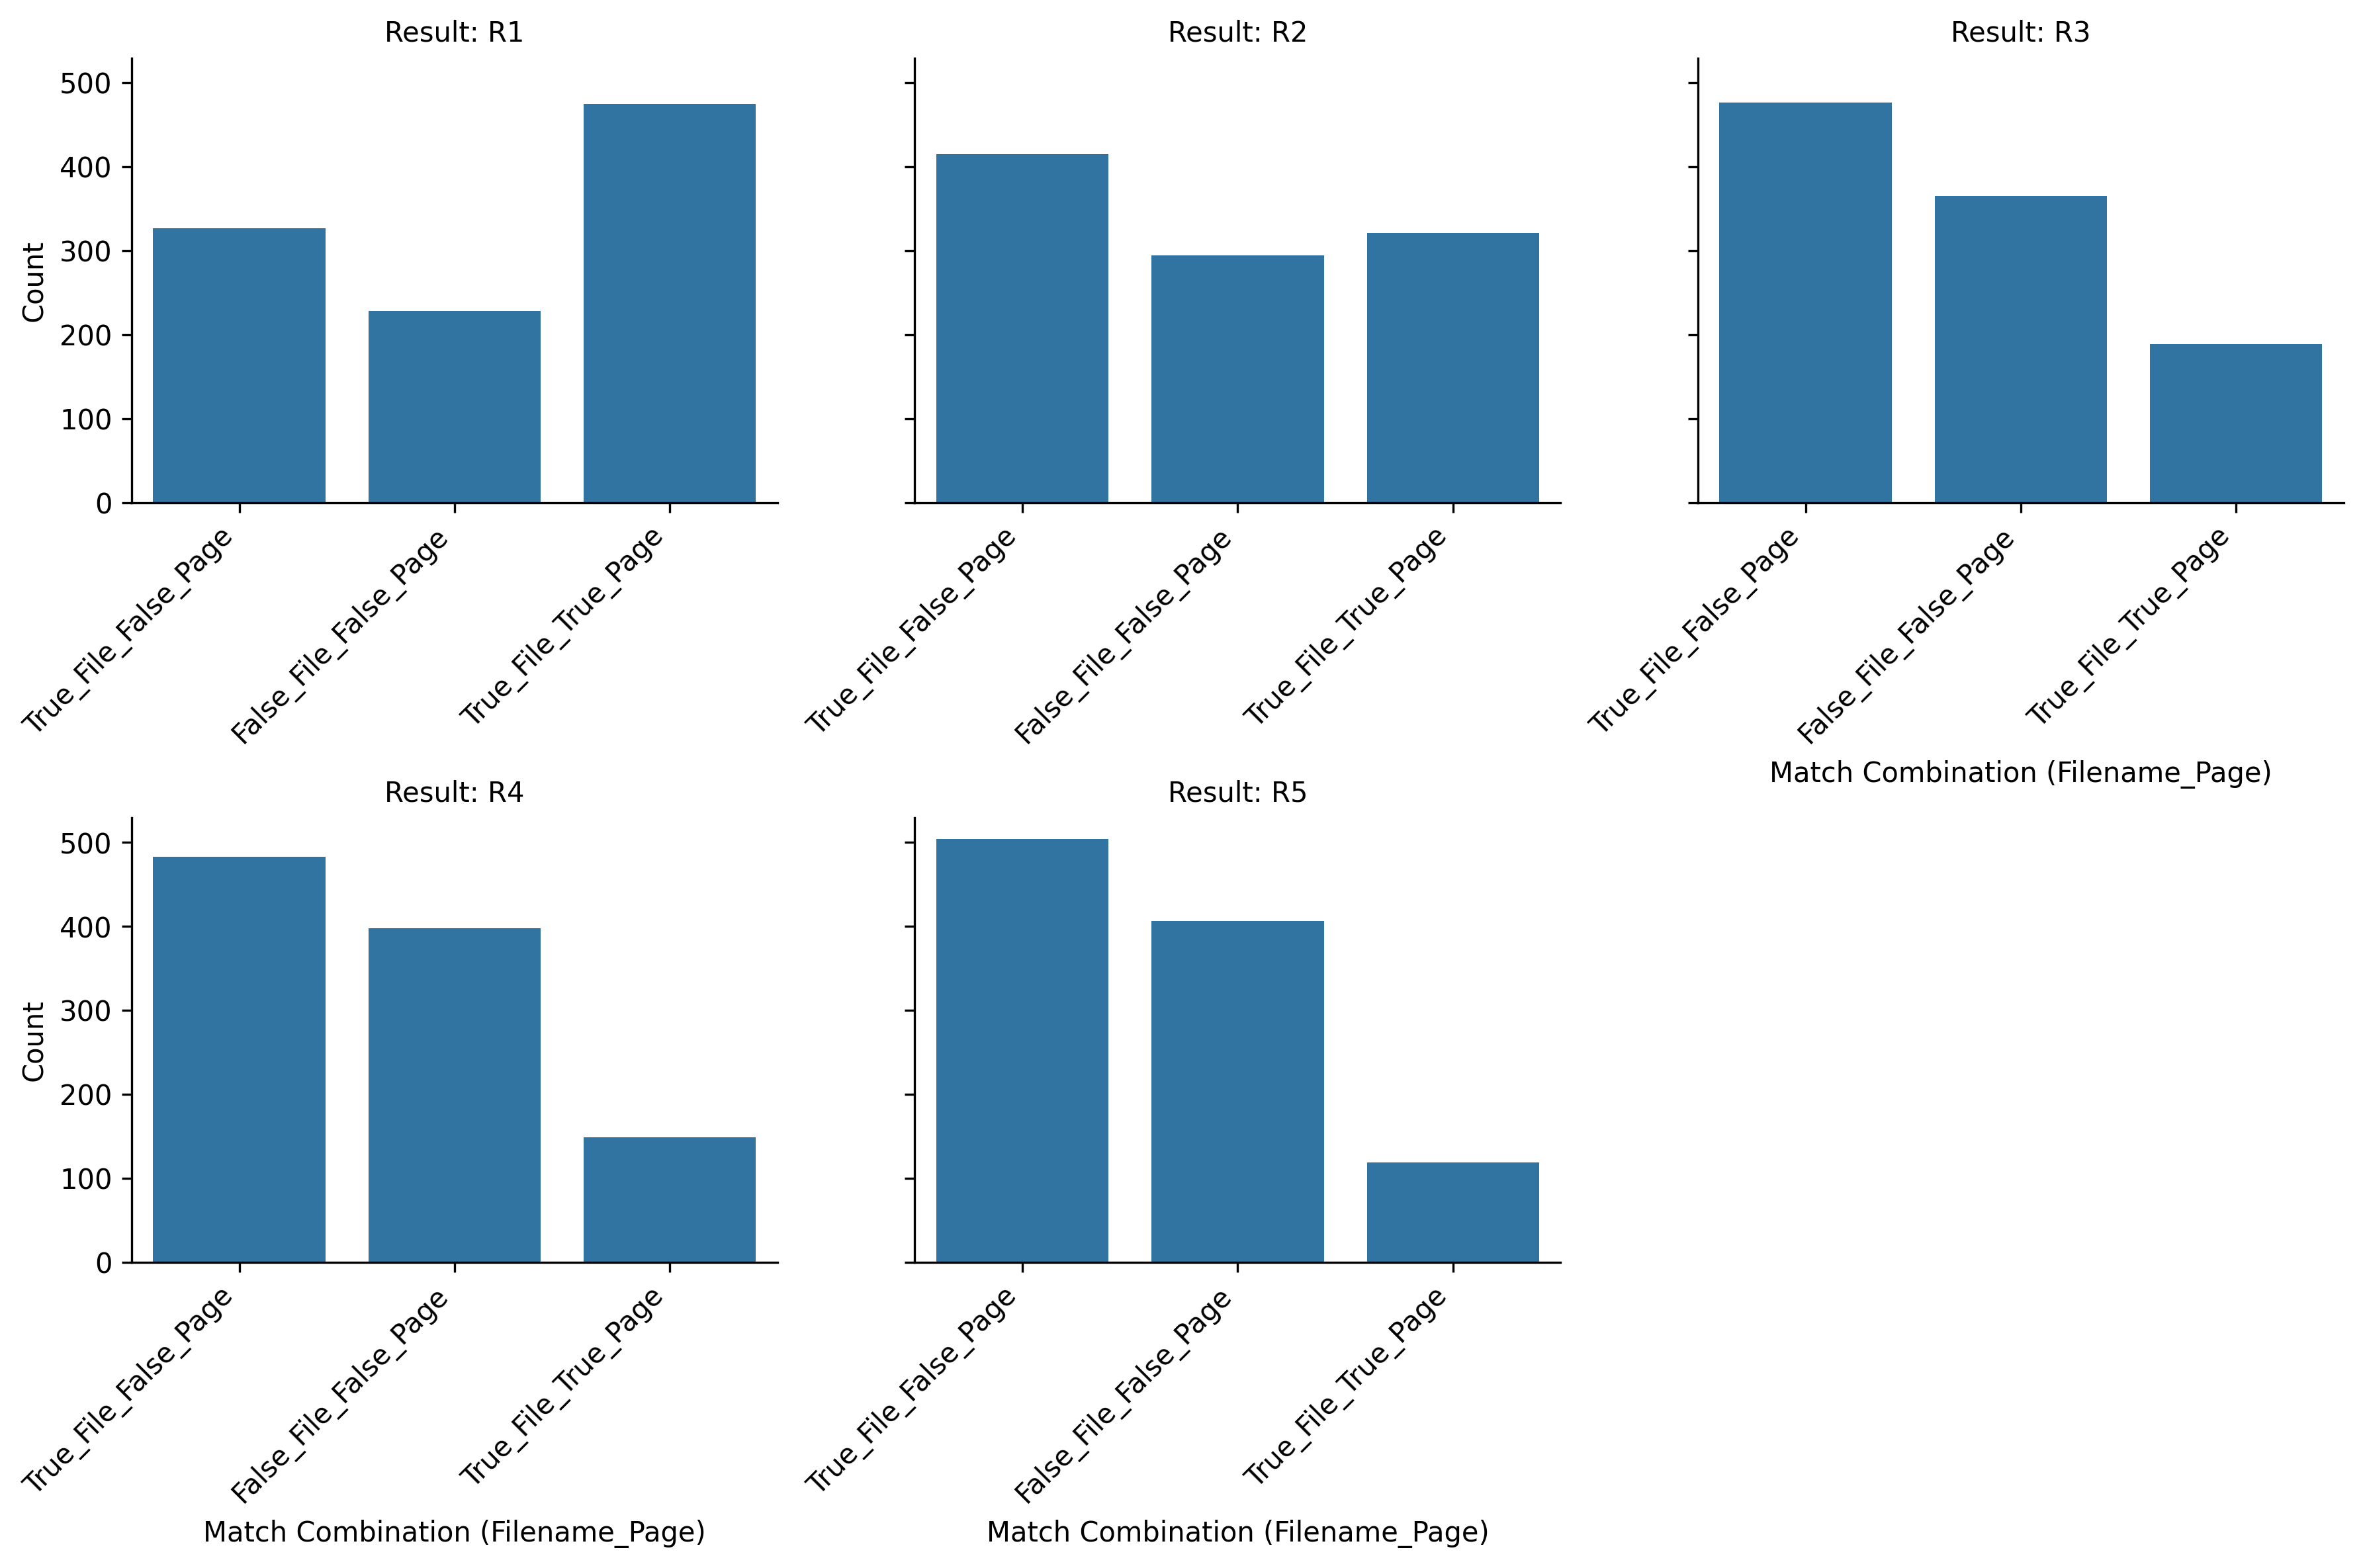 Result: R1
Result: R2
Result: R3
Count
500
400
300
200
100
0
True_File_False_Page
False_File_False_Page
True_File_True_Page
True_File_False_Page
False_File_False_Page
True_File_True_Page
True_File_False_Page
False_File_False_Page
True_File_True_Page
Match Combination (Filename_Page)
Result: R4
Result: R5
Count
500
400
300
200
100
0
True_File_False_Page
False_File_False_Page
True_File_True_Page
True_File_False_Page
False_File_False_Page
True_File_True_Page
Match Combination (Filename_Page)
Match Combination (Filename_Page)